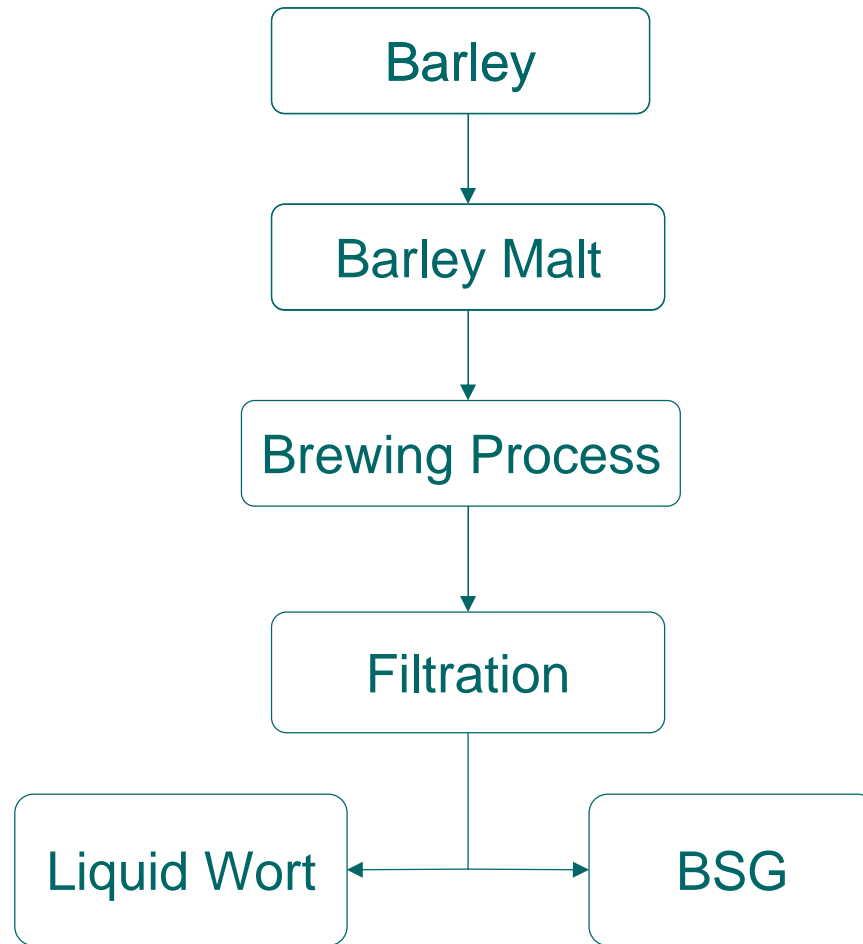 Barley
Barley Malt
Brewing Process
Filtration
Liquid Wort
BSG